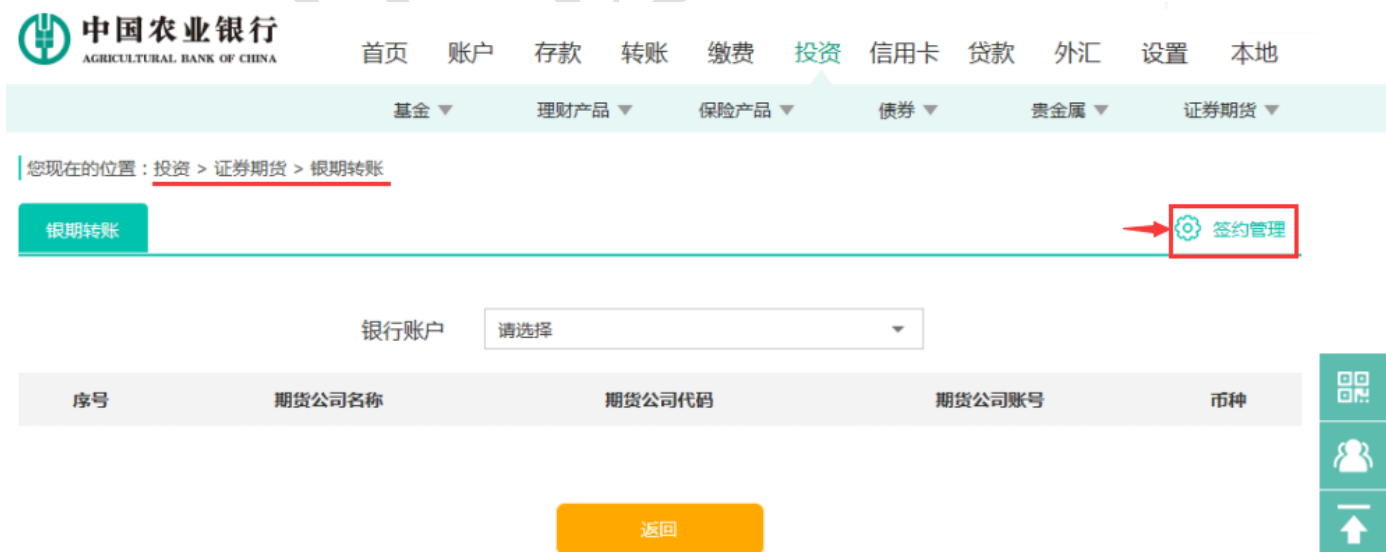 中国农业银行
AGRICULTURAL BANK OF CHINA
首页 账户 存款 转账 缴费 投资 信用卡 贷款 外汇 设置 本地
基金 理财产品 保险产品 债券 贵金属 证券期货
您现在的位置：投资 > 证券期货 > 银期转账
银期转账 签约管理
银行账户 请选择
序号 期货公司名称 期货公司代码 期货公司账号 币种
返回